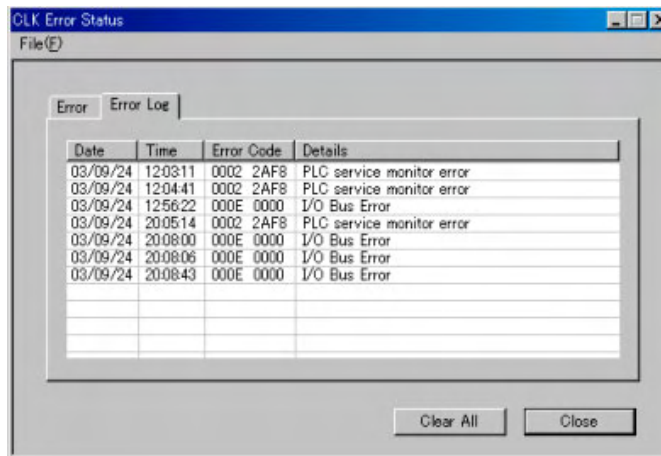 CLK Error Status
File(F)
Error Error Log
Date Time Error Code Details
03/09/24 12:03:11 0002 2AF8 PLC service monitor error
03/09/24 12:04:41 0002 2AF8 PLC service monitor error
03/09/24 12:56:22 000E 0000 I/O Bus Error
03/09/24 20:05:14 0002 2AF8 PLC service monitor error
03/09/24 20:08:00 000E 0000 I/O Bus Error
03/09/24 20:08:06 000E 0000 I/O Bus Error
03/09/24 20:08:43 000E 0000 I/O Bus Error
Clear All Close